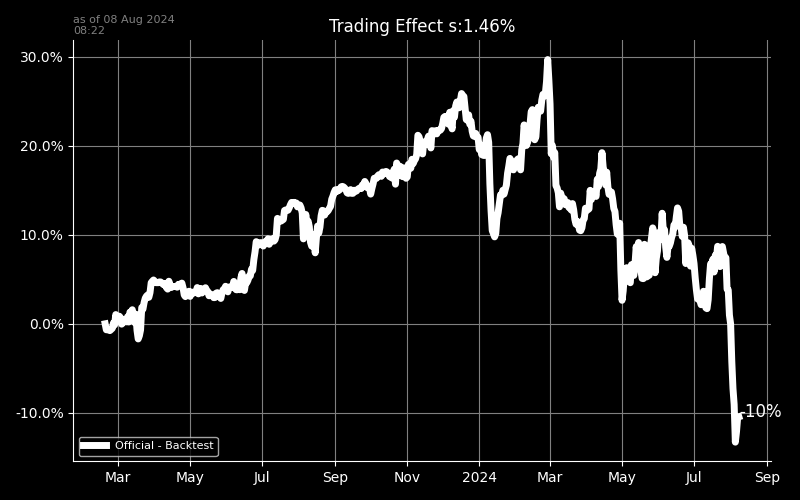 as of 08 Aug 2024
08:22
Trading Effect s:1.46%
30.0%
20.0%
10.0%
0.0%
-10.0%
-10%
Official - Backtest
Mar May Jul Sep Nov 2024 Mar May Jul Sep